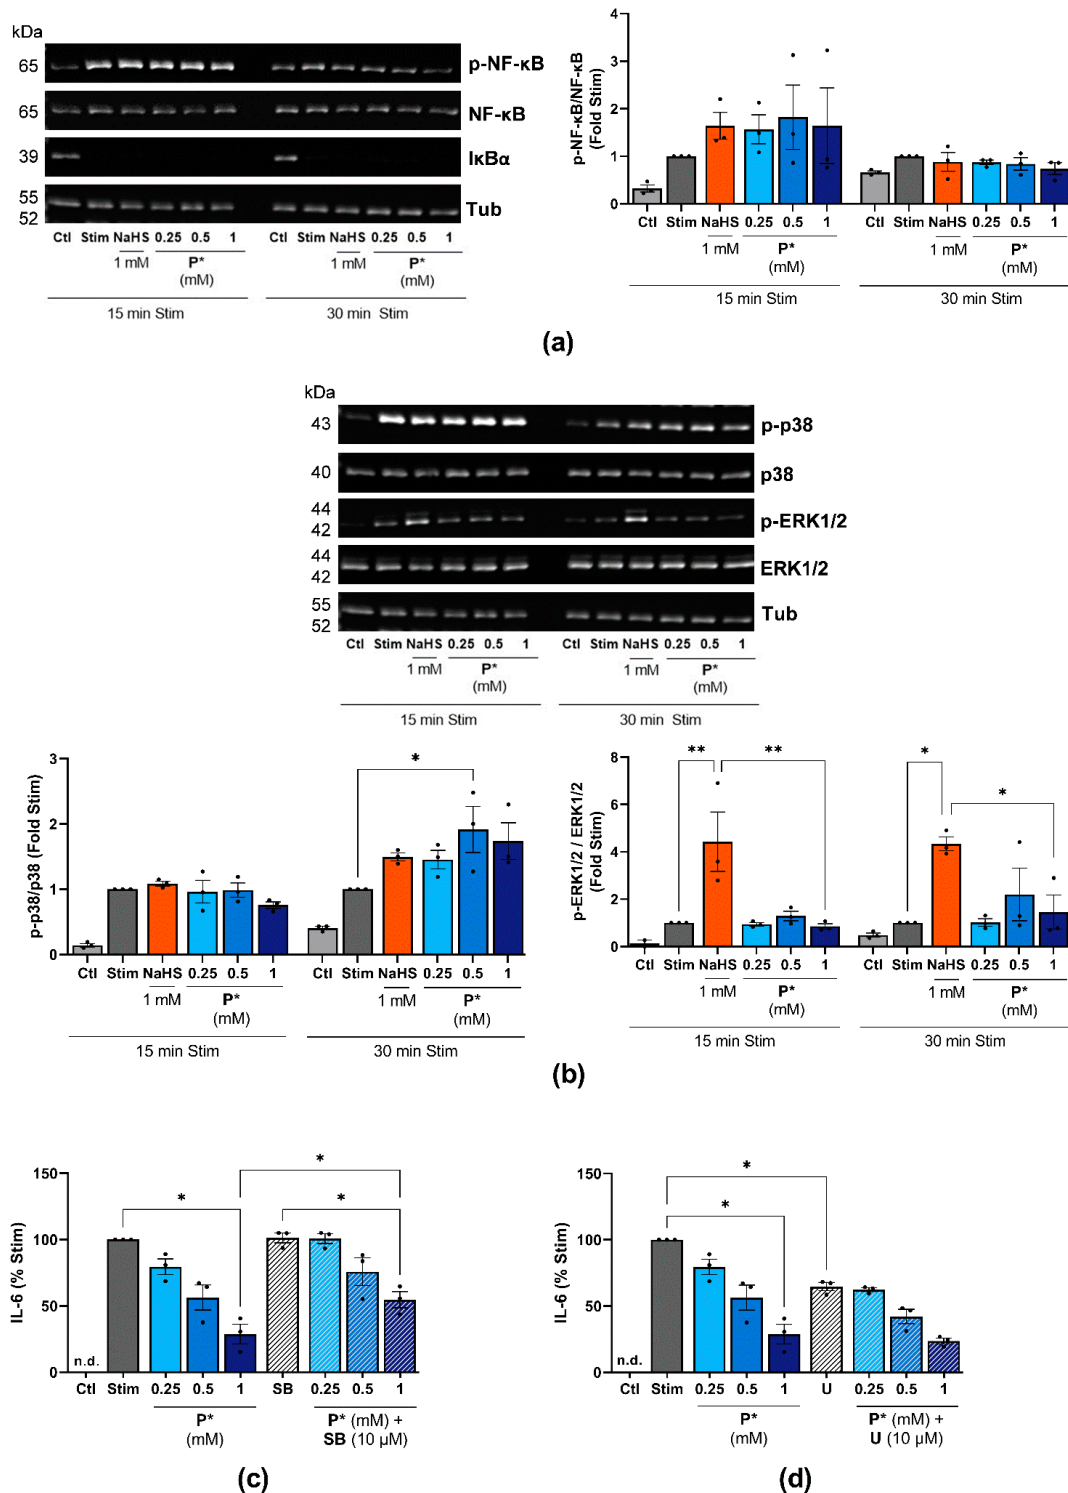 kDa
65
p-NF-κB
65
NF-κB
39
IκBα
55
52
Tub
Ctl Stim NaHS 0.25 0.5 1 Ctl Stim NaHS 0.25 0.5 1
1 mM P* 1 mM P*
(mM) (mM)
15 min Stim 30 min Stim
p-NF-κB/NF-κB
(Fold Stim)
4
3
2
1
0
Ctl Stim NaHS 0.25 0.5 1 Ctl Stim NaHS 0.25 0.5 1
1 mM P* 1 mM P*
(mM) (mM)
15 min Stim 30 min Stim
(a)
kDa
43
p-p38
40
p38
44
42
p-ERK1/2
44
42
ERK1/2
55
52
Tub
Ctl Stim NaHS 0.25 0.5 1 Ctl Stim NaHS 0.25 0.5 1
1 mM P* 1 mM P*
(mM) (mM)
15 min Stim 30 min Stim
p-p38/p38 (Fold Stim)
3
2
1
0
*
Ctl Stim NaHS 0.25 0.5 1 Ctl Stim NaHS 0.25 0.5 1
1 mM P* 1 mM P*
(mM) (mM)
15 min Stim 30 min Stim
p-ERK1/2 / ERK1/2
(Fold Stim)
8
6
4
2
0
** **
*
*
Ctl Stim NaHS 0.25 0.5 1 Ctl Stim NaHS 0.25 0.5 1
1 mM P* 1 mM P*
(mM) (mM)
15 min Stim 30 min Stim
(b)
IL-6 (% Stim)
150
100
50
0
*
* *
n.d.
Ctl Stim 0.25 0.5 1 SB 0.25 0.5 1
P* P* (mM) +
(mM) SB (10 µM)
(c)
IL-6 (% Stim)
150
100
50
0
*
*
n.d.
Ctl Stim 0.25 0.5 1 U 0.25 0.5 1
P* P* (mM) +
(mM) U (10 µM)
(d)